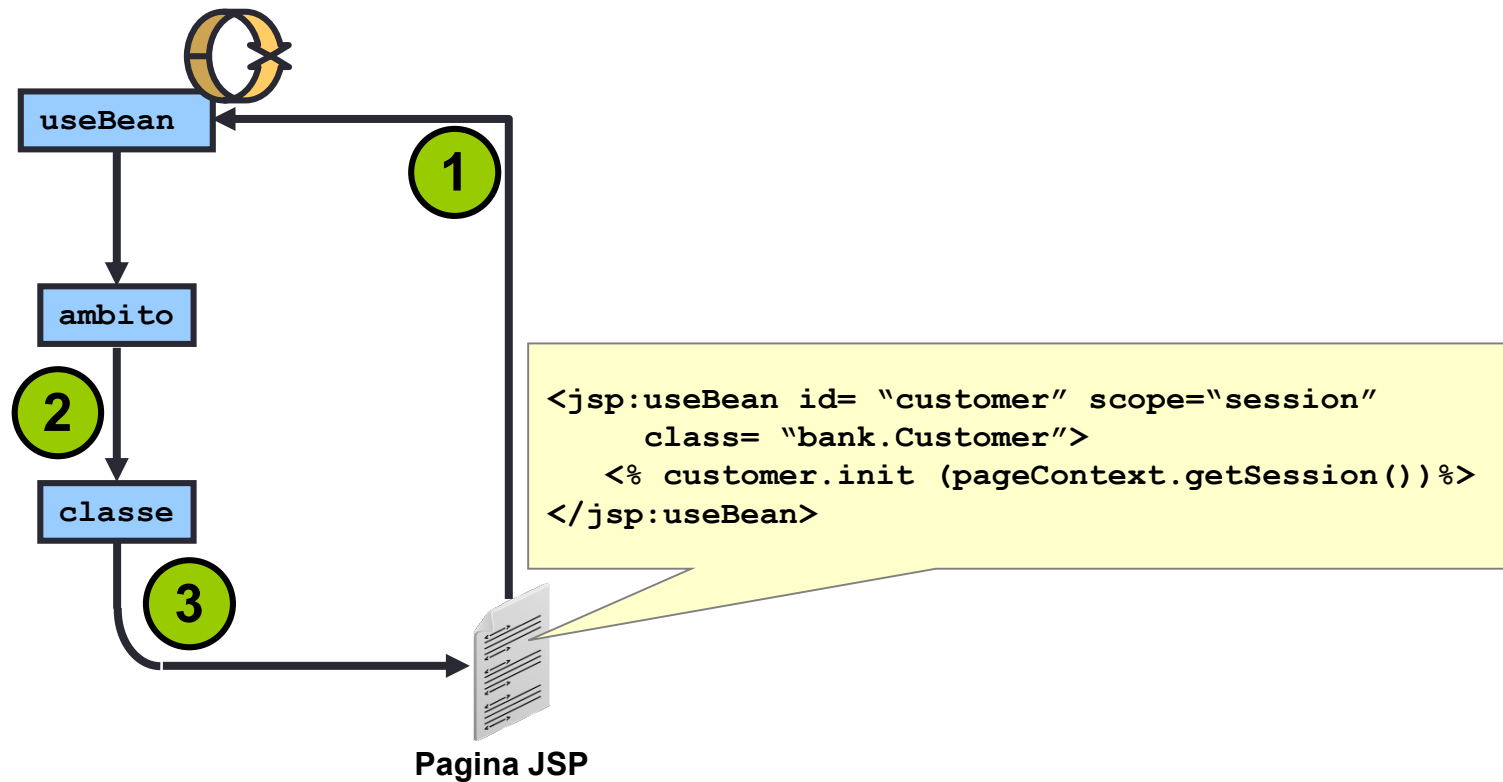 useBean
1
ambito
2
<jsp:useBean id= “customer” scope=“session”
class= “bank.Customer”>
<% customer.init (pageContext.getSession())%>
</jsp:useBean>
classe
3
Pagina JSP